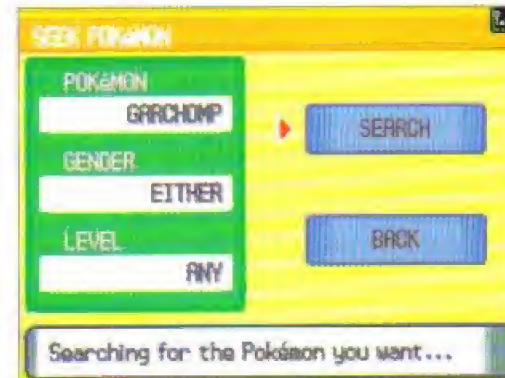 SEEK POKéMON
POKéMON
GARCHOMP
GENDER
EITHER
LEVEL
ANY
SEARCH
BACK
Searching for the Pokémon you want...